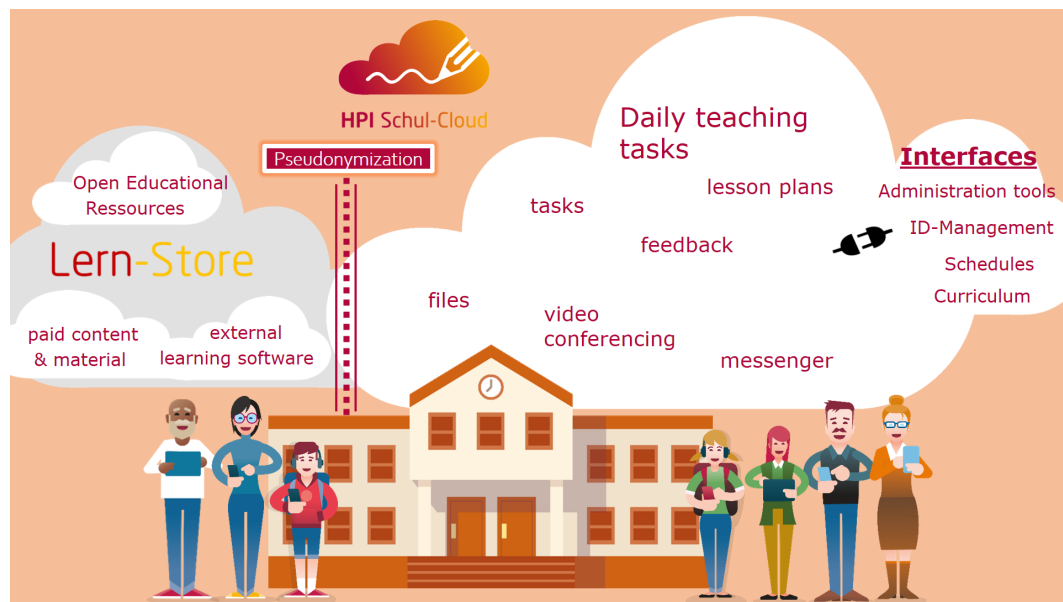 HPI Schul-Cloud
Pseudonymization
Open Educational
Ressources
Lern-Store
paid content
& material
external
learning software
Daily teaching
tasks
lesson plans
tasks
feedback
files
video
conferencing
messenger
Interfaces
Administration tools
ID-Management
Schedules
Curriculum